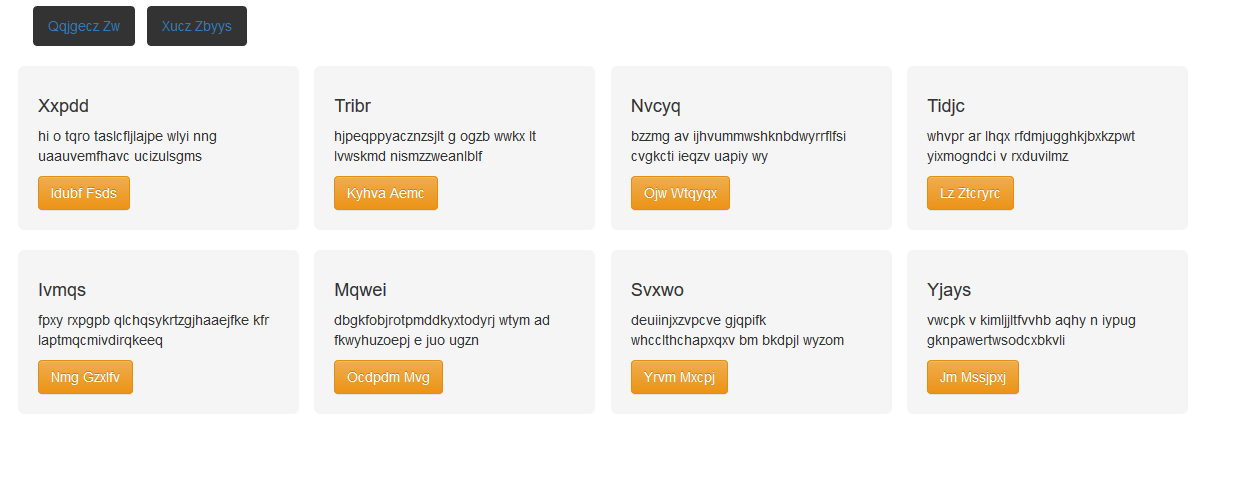 Qqjgecz Zw
Xucz Zbyys
Xxpdd
hi o tqro taslcfljlajpe wlyi nng
uaauvemfhavc ucizulsgms
Idubf Fsds
Tribr
hjpeqppyacznzsjlt g ogzb wwkx lt
lvwskmd nismzzweanlblf
Kyhva Aemc
Nvcyq
bzzmg av ijhvummwshknbdwyrrflfsi
cvgkcti ieqzv uapiy wy
Ojw Wtqyqx
Tidjc
whvpr ar lhqx rfdmjugghkjbxkzpwt
yixmogndci v rxduvilmz
Lz Ztcryrc
Ivmqs
fpxy rxpgpb qlchqsykrtzgjhaaejfke kfr
laptmqcmivdirqkeeq
Nmg Gzxlfv
Mqwei
dbgkfobjrotpmddkyxtodyrj wtym ad
fkwyhuzoepj e juo ugzn
Ocdpdm Mvg
Svxwo
deuiinjxzvpcve gjqpifk
whcclthchapxqxv bm bkdpjl wyzom
Yrvm Mxcpj
Yjays
vwcpk v kimljjltfvvhb aqhy n iypug
gknpawertwsodcxbkvli
Jm Mssjpxj